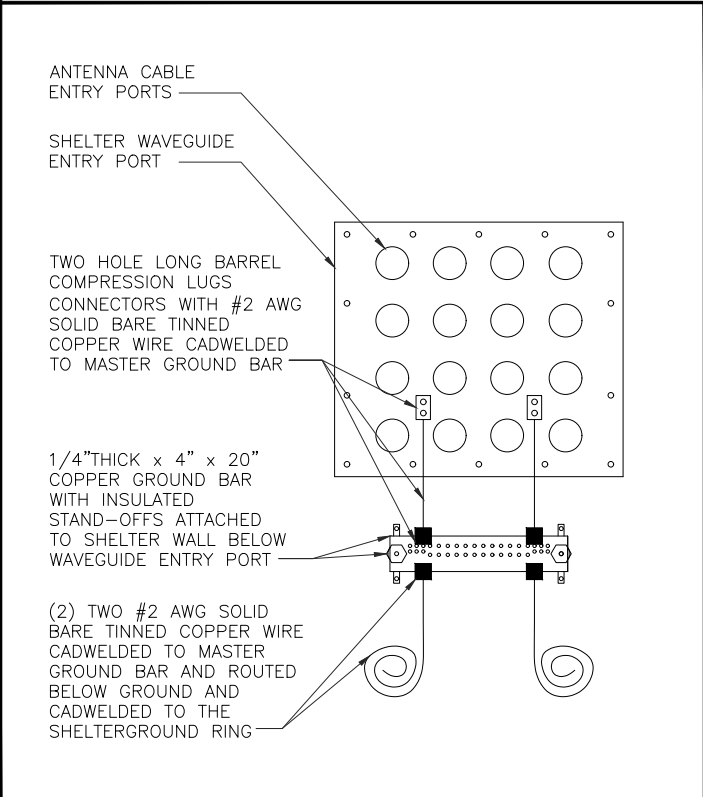 ANTENNA CABLE
ENTRY PORTS
SHELTER WAVEGUIDE
ENTRY PORT
TWO HOLE LONG BARREL
COMPRESSION LUGS
CONNECTORS WITH #2 AWG
SOLID BARE TINNED
COPPER WIRE CADWELDED
TO MASTER GROUND BAR
1/4"THICK x 4" x 20"
COPPER GROUND BAR
WITH INSULATED
STAND-OFFS ATTACHED
TO SHELTER WALL BELOW
WAVEGUIDE ENTRY PORT
(2) TWO #2 AWG SOLID
BARE TINNED COPPER WIRE
CADWELDED TO MASTER
GROUND BAR AND ROUTED
BELOW GROUND AND
CADWELDED TO THE
SHELTERGROUND RING